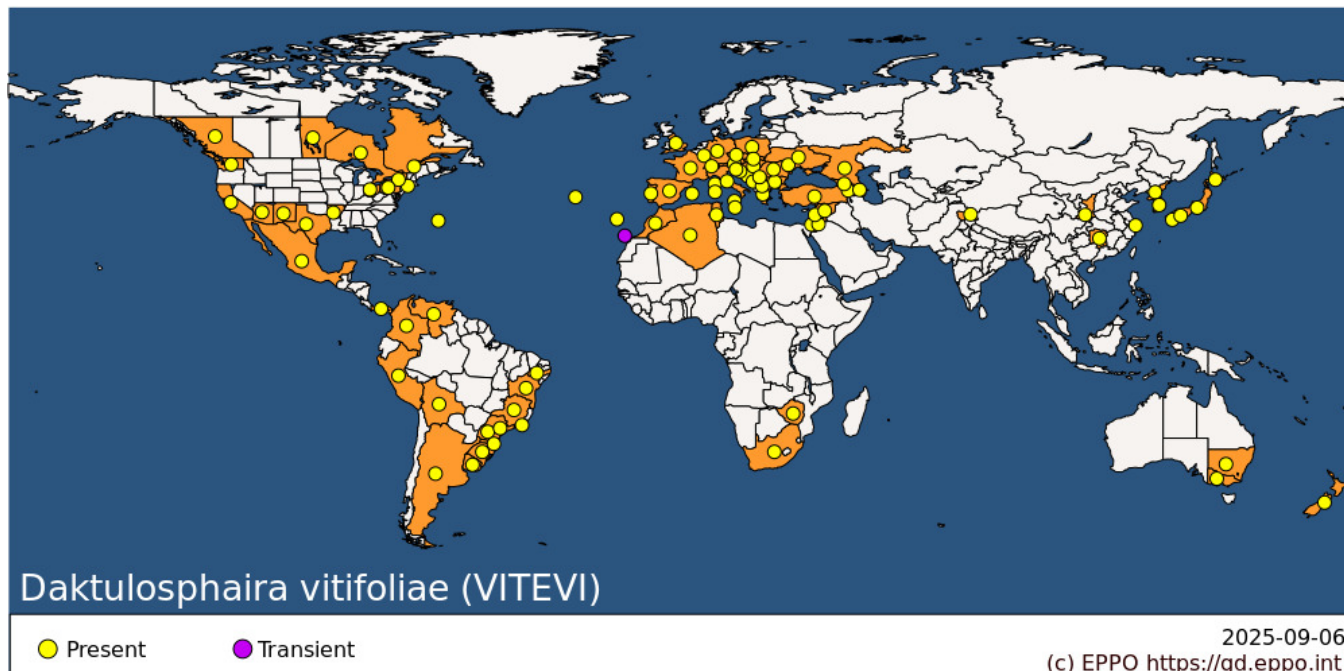 Daktulosphaira vitifoliae (VITEVI)
Present
Transient
2025-09-06
(c) EPPO https://gd.eppo.int